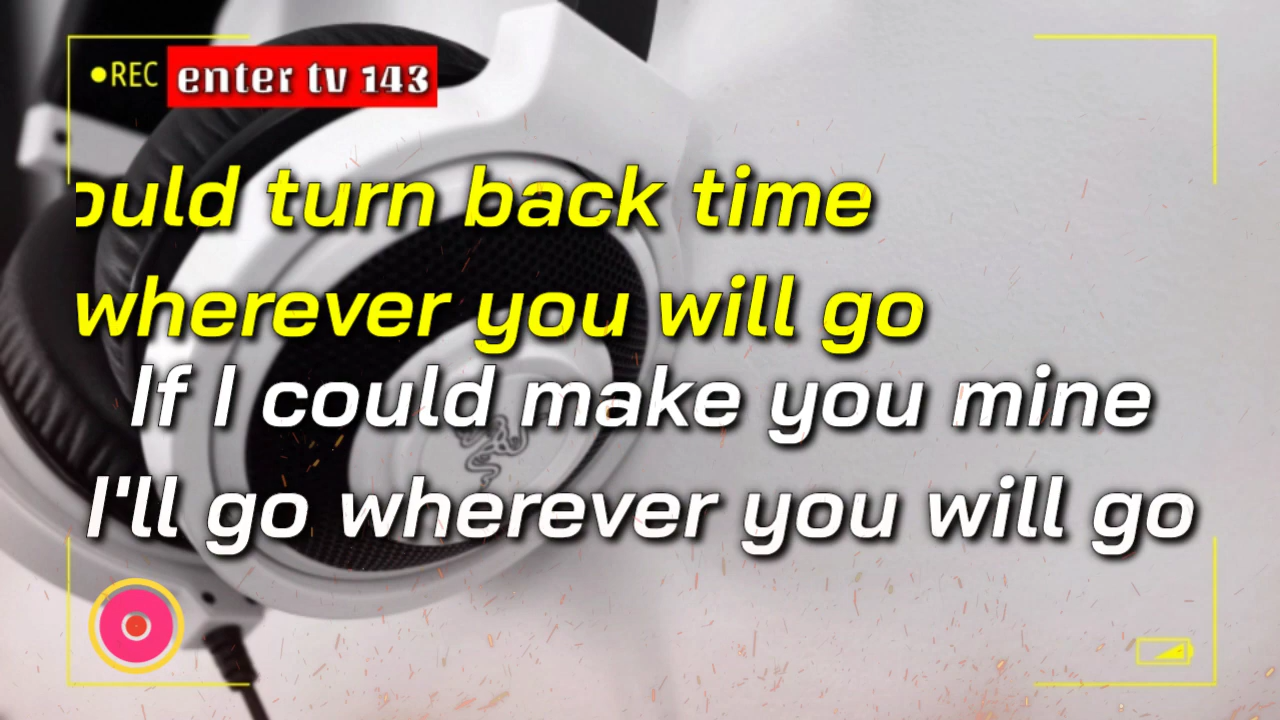 REC enter tv 143
ould turn back time
wherever you will go
If I could make you mine
I'll go wherever you will go